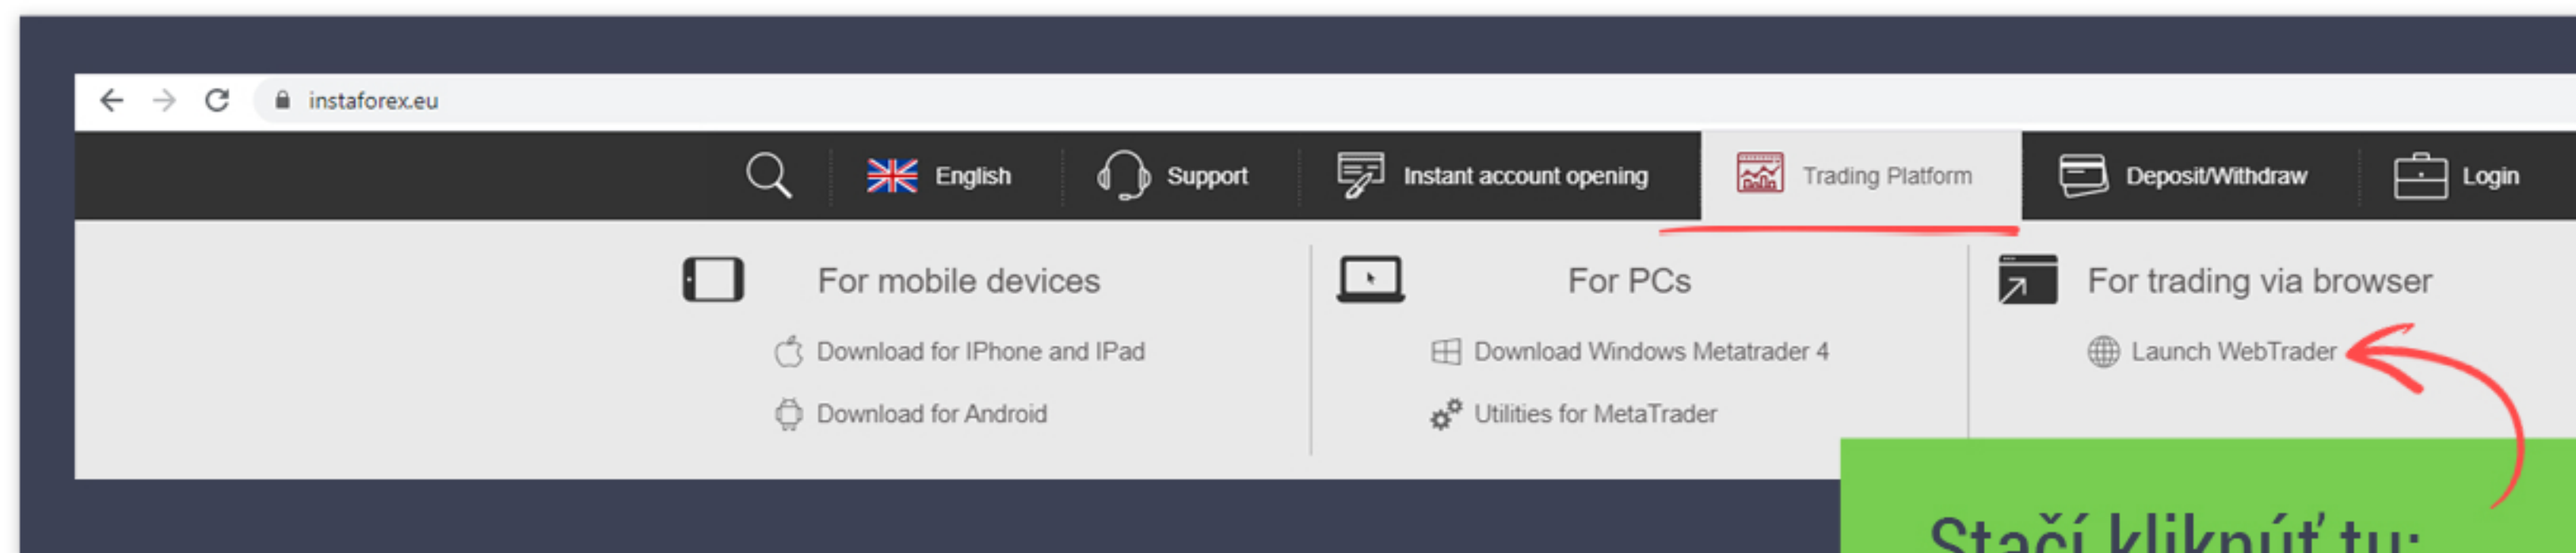 instaforex.eu
English
Support
Instant account opening
Trading Platform
Deposit/Withdraw
Login
For mobile devices
Download for IPhone and IPad
Download for Android
For PCs
Download Windows Metatrader 4
Utilities for MetaTrader
For trading via browser
Launch WebTrader
Stačí kliknúť tu: